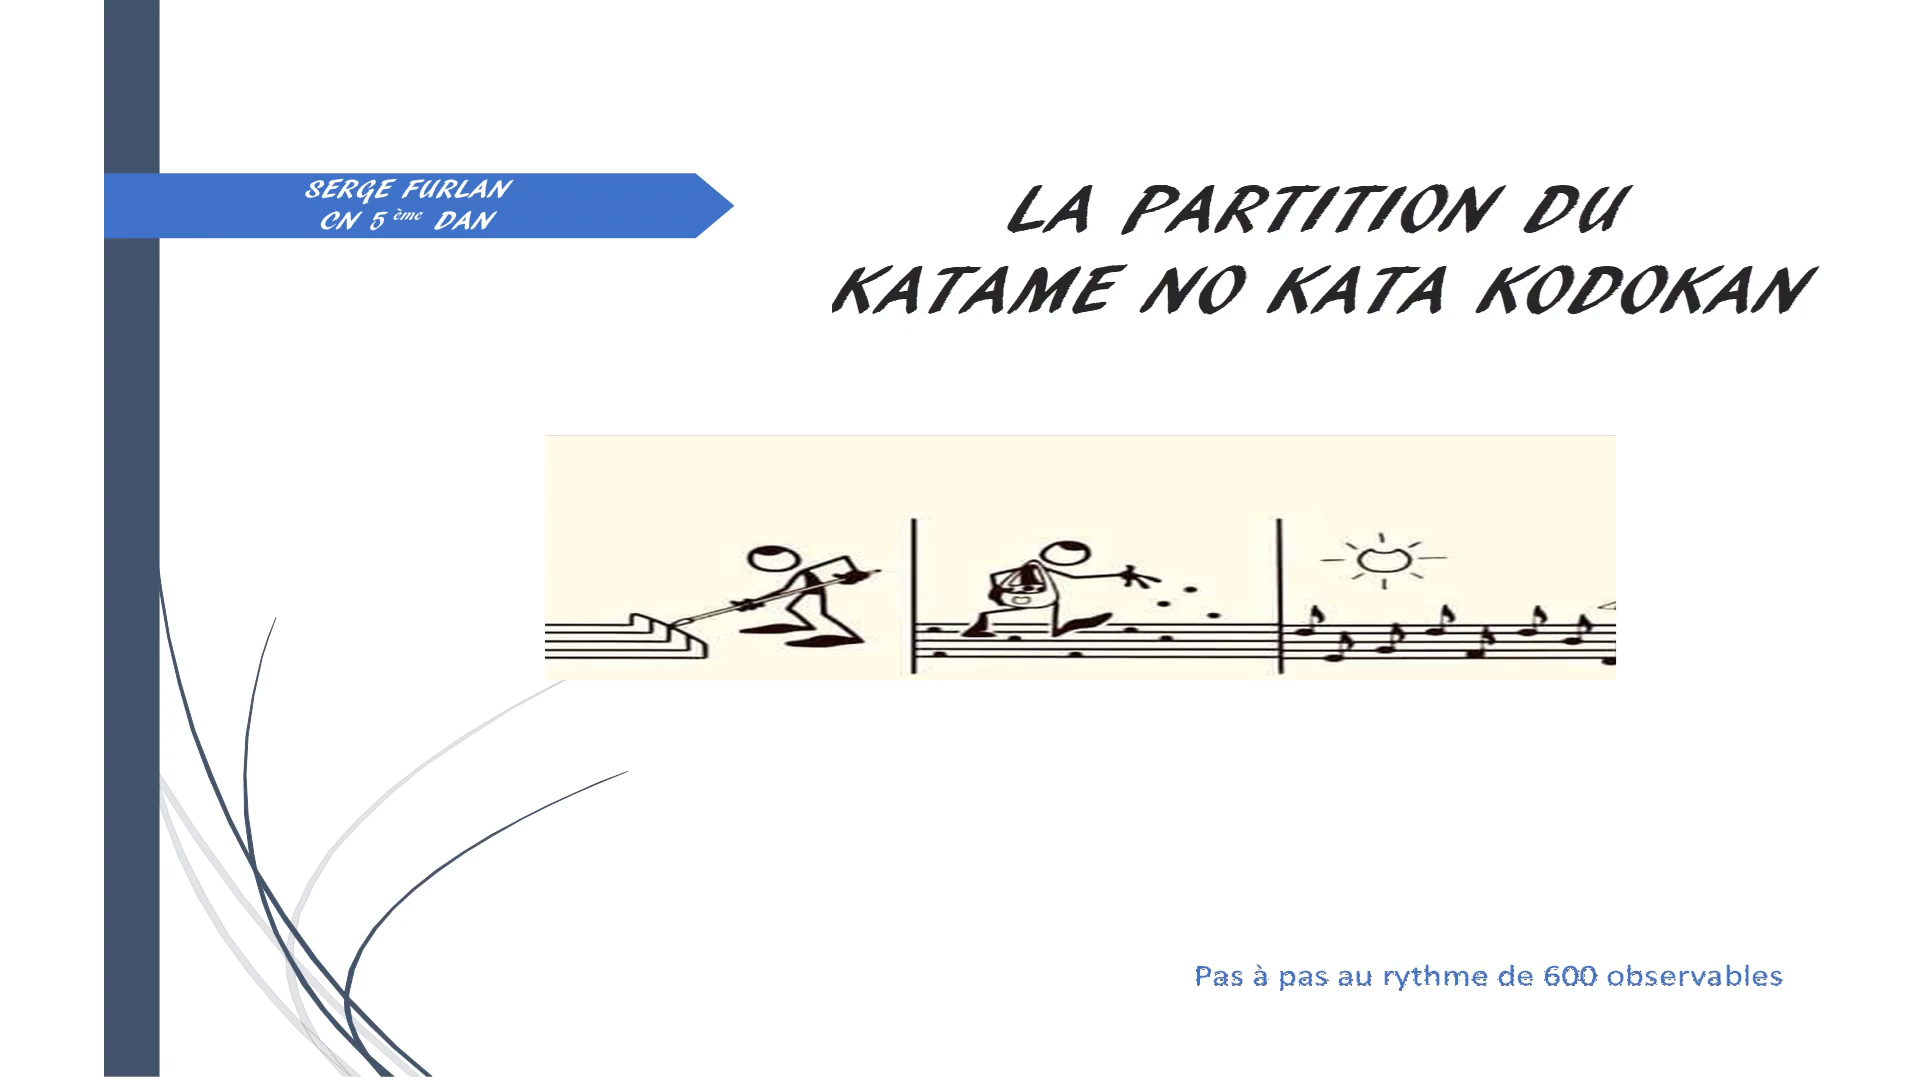 SERGE FURLAN
CN 5 ème DAN
LA PARTITION DU
KATAME NO KATA KODOKAN
Pas à pas au rythme de 600 observables